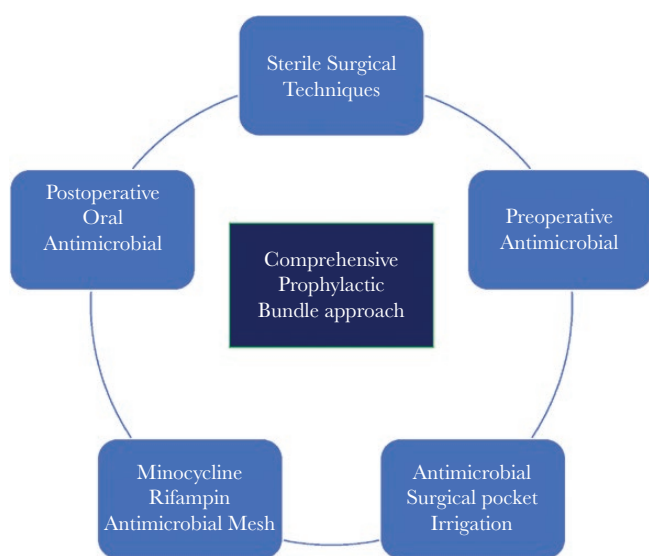 Sterile Surgical
Techniques
Postoperative
Oral
Antimicrobial
Preoperative
Antimicrobial
Comprehensive
Prophylactic
Bundle approach
Minocycline
Rifampin
Antimicrobial Mesh
Antimicrobial
Surgical pocket
Irrigation